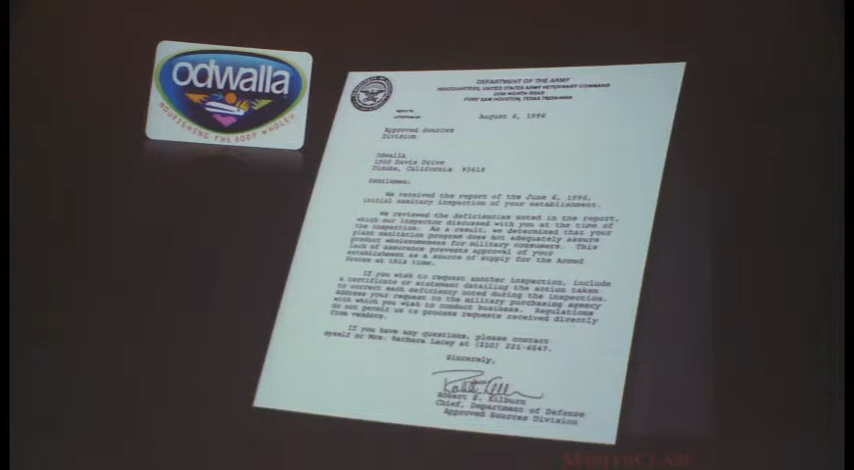 odwalla
NOURISHING THE BODY WHOLE
DEPARTMENT OF THE ARMY
HEADQUARTERS, UNITED STATES ARMY VETERINARY COMMAND
FORT SAM HOUSTON, TEXAS
August 6, 1996
Approved Sources
Division
Odwalla
Davis Drive
Dinuba, California 93618
Gentlemen:
We received the report of the June 6, 1996,
initial sanitary inspection of your establishment.
We reviewed the deficiencies noted in the report,
which our inspector discussed with you at the time of
the inspection. As a result, we determined that your
plant sanitation program does not adequately assure
product wholesomeness for military consumers. This
lack of assurance prevents approval of your
establishment as a source of supply for the Armed
Forces at this time.
If you wish to request another inspection, include
a certificate or statement detailing the action taken
to correct each deficiency noted during the inspection.
Address your request to the military purchasing agency
with which you wish to conduct business. Regulations
do not permit us to process requests received directly
from vendors.
If you have any questions, please contact
myself or Mrs. Barbara Lacey at (210) 221-
Sincerely,
Robert E. Kilburn
Chief, Department of Defense
Approved Sources Division